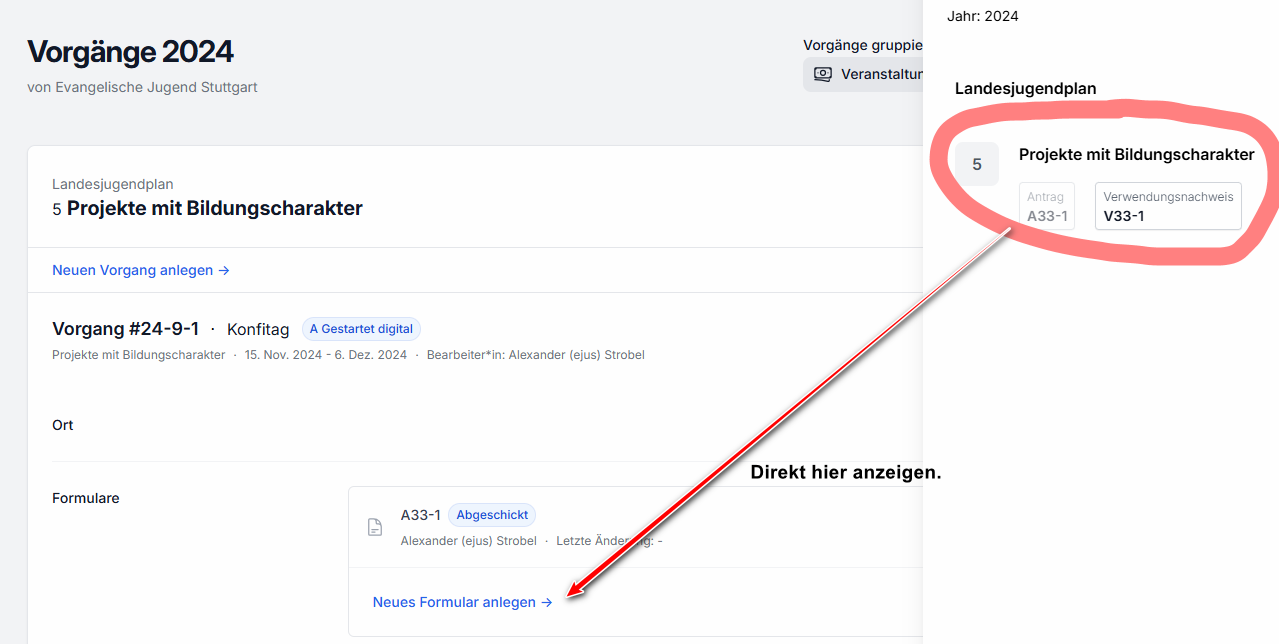 Vorgänge 2024
von Evangelische Jugend Stuttgart
Vorgänge gruppie
Veranstaltun
Landesjugendplan
5 Projekte mit Bildungscharakter
Neuen Vorgang anlegen →
Vorgang #24-9-1 · Konfitag A Gestartet digital
Projekte mit Bildungscharakter · 15. Nov. 2024 - 6. Dez. 2024 · Bearbeiter*in: Alexander (ejus) Strobel
Ort
Formulare
A33-1 Abgeschickt
Alexander (ejus) Strobel · Letzte Änderung: -
Neues Formular anlegen →
Direkt hier anzeigen.
Jahr: 2024
Landesjugendplan
5 Projekte mit Bildungscharakter
Antrag
A33-1
Verwendungsnachweis
V33-1